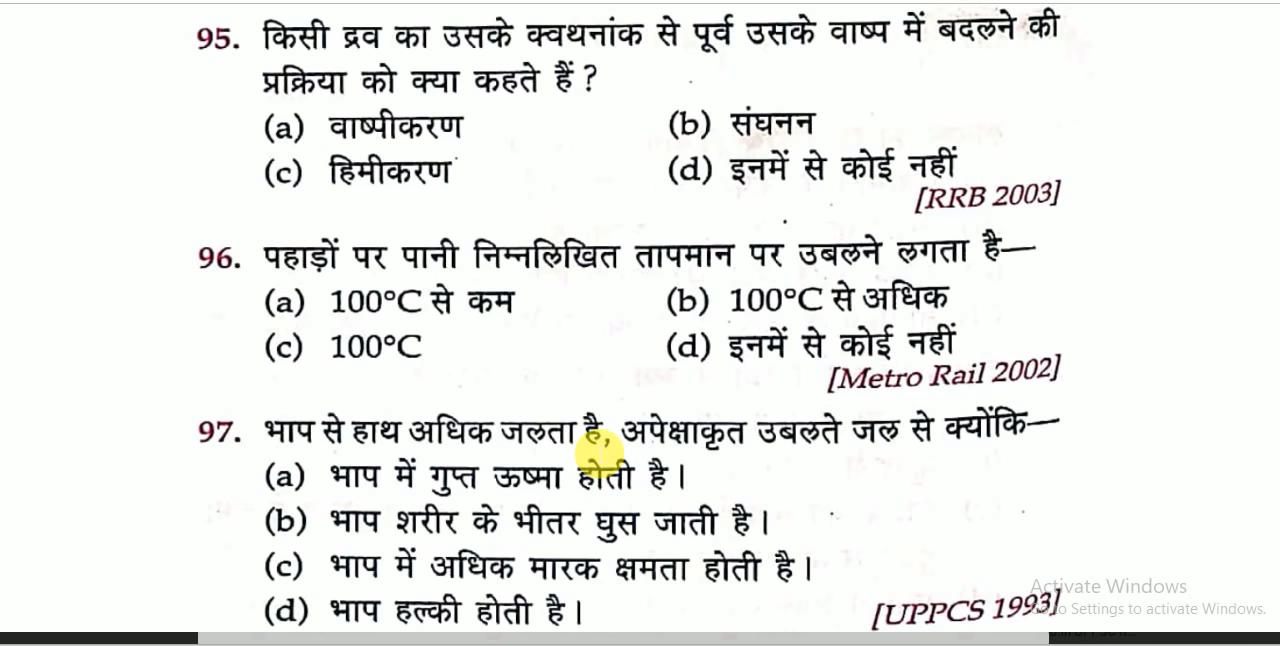 95. किसी द्रव का उसके क्वथनांक से पूर्व उसके वाष्प में बदलने की
प्रक्रिया को क्या कहते हैं ?
(a) वाष्पीकरण (b) संघनन
(c) हिमीकरण (d) इनमें से कोई नहीं
[RRB 2003]
96. पहाड़ों पर पानी निम्नलिखित तापमान पर उबलने लगता है—
(a) 100°C से कम (b) 100°C से अधिक
(c) 100°C (d) इनमें से कोई नहीं
[Metro Rail 2002]
97. भाप से हाथ अधिक जलता है, अपेक्षाकृत उबलते जल से क्योंकि—
(a) भाप में गुप्त ऊष्मा होती है।
(b) भाप शरीर के भीतर घुस जाती है।
(c) भाप में अधिक मारक क्षमता होती है।
(d) भाप हल्की होती है।
[UPPCS 1993]
Activate Windows
to Settings to activate Windows.